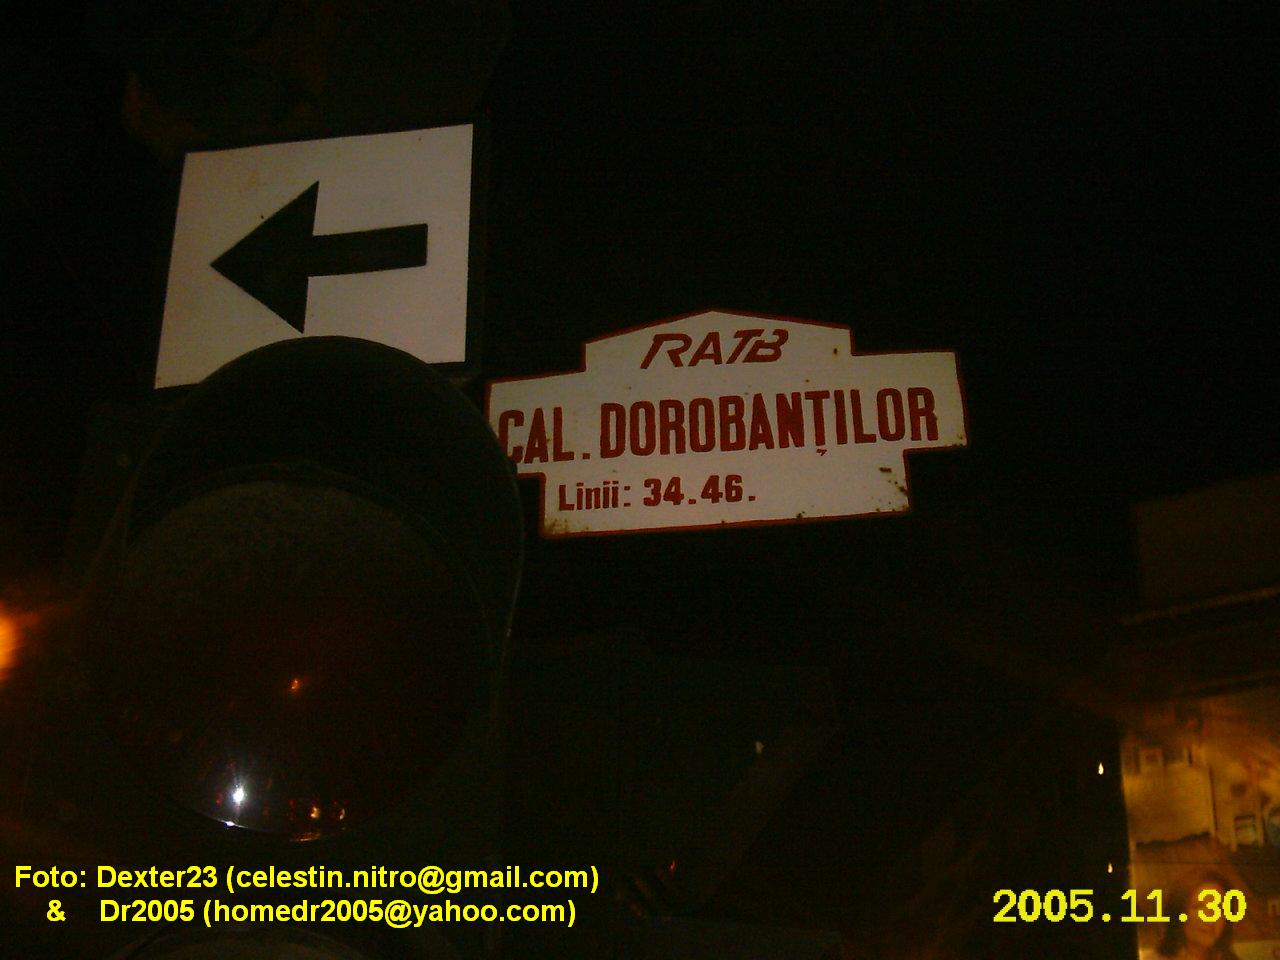 RATB
CAL. DOROBANȚILOR
Linii: 34.46.
Foto: Dexter23 (celestin.nitro@gmail.com)
& Dr2005 (homedr2005@yahoo.com)
2005.11.30